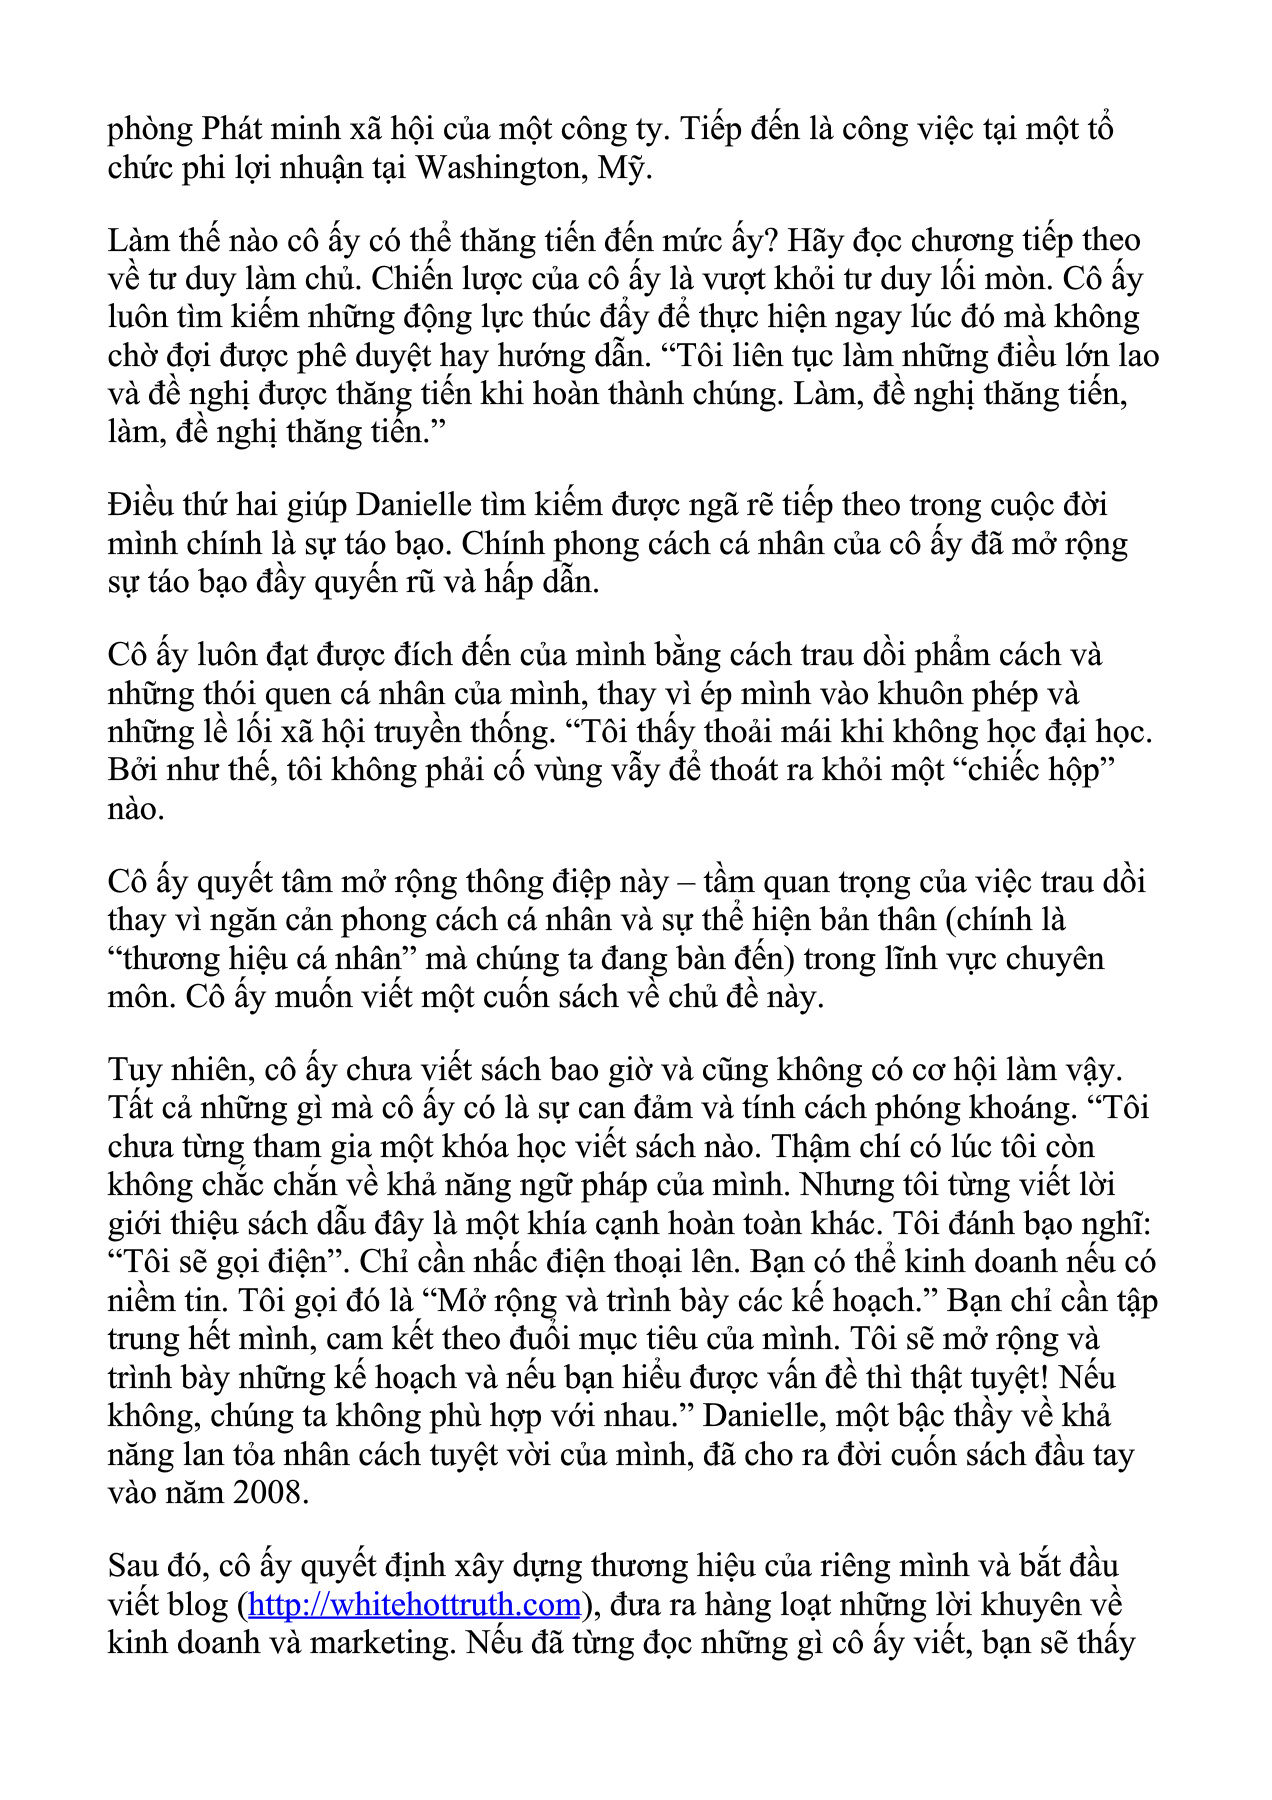 phòng Phát minh xã hội của một công ty. Tiếp đến là công việc tại một tổ
chức phi lợi nhuận tại Washington, Mỹ.
Làm thế nào cô ấy có thể thăng tiến đến mức ấy? Hãy đọc chương tiếp theo
về tư duy làm chủ. Chiến lược của cô ấy là vượt khỏi tư duy lối mòn. Cô ấy
luôn tìm kiếm những động lực thúc đẩy để thực hiện ngay lúc đó mà không
chờ đợi được phê duyệt hay hướng dẫn. “Tôi liên tục làm những điều lớn lao
và đề nghị được thăng tiến khi hoàn thành chúng. Làm, đề nghị thăng tiến,
làm, đề nghị thăng tiến.”
Điều thứ hai giúp Danielle tìm kiếm được ngã rẽ tiếp theo trong cuộc đời
mình chính là sự táo bạo. Chính phong cách cá nhân của cô ấy đã mở rộng
sự táo bạo đầy quyến rũ và hấp dẫn.
Cô ấy luôn đạt được đích đến của mình bằng cách trau dồi phẩm cách và
những thói quen cá nhân của mình, thay vì ép mình vào khuôn phép và
những lề lối xã hội truyền thống. “Tôi thấy thoải mái khi không học đại học.
Bởi như thế, tôi không phải cố vùng vẫy để thoát ra khỏi một “chiếc hộp”
nào.
Cô ấy quyết tâm mở rộng thông điệp này – tầm quan trọng của việc trau dồi
thay vì ngăn cản phong cách cá nhân và sự thể hiện bản thân (chính là
“thương hiệu cá nhân” mà chúng ta đang bàn đến) trong lĩnh vực chuyên
môn. Cô ấy muốn viết một cuốn sách về chủ đề này.
Tuy nhiên, cô ấy chưa viết sách bao giờ và cũng không có cơ hội làm vậy.
Tất cả những gì mà cô ấy có là sự can đảm và tính cách phóng khoáng. “Tôi
chưa từng tham gia một khóa học viết sách nào. Thậm chí có lúc tôi còn
không chắc chắn về khả năng ngữ pháp của mình. Nhưng tôi từng viết lời
giới thiệu sách dẫu đây là một khía cạnh hoàn toàn khác. Tôi đánh bạo nghĩ:
“Tôi sẽ gọi điện”. Chỉ cần nhấc điện thoại lên. Bạn có thể kinh doanh nếu có
niềm tin. Tôi gọi đó là “Mở rộng và trình bày các kế hoạch.” Bạn chỉ cần tập
trung hết mình, cam kết theo đuổi mục tiêu của mình. Tôi sẽ mở rộng và
trình bày những kế hoạch và nếu bạn hiểu được vấn đề thì thật tuyệt! Nếu
không, chúng ta không phù hợp với nhau.” Danielle, một bậc thầy về khả
năng lan tỏa nhân cách tuyệt vời của mình, đã cho ra đời cuốn sách đầu tay
vào năm 2008.
Sau đó, cô ấy quyết định xây dựng thương hiệu của riêng mình và bắt đầu
viết blog (http://whitehottruth.com), đưa ra hàng loạt những lời khuyên về
kinh doanh và marketing. Nếu đã từng đọc những gì cô ấy viết, bạn sẽ thấy